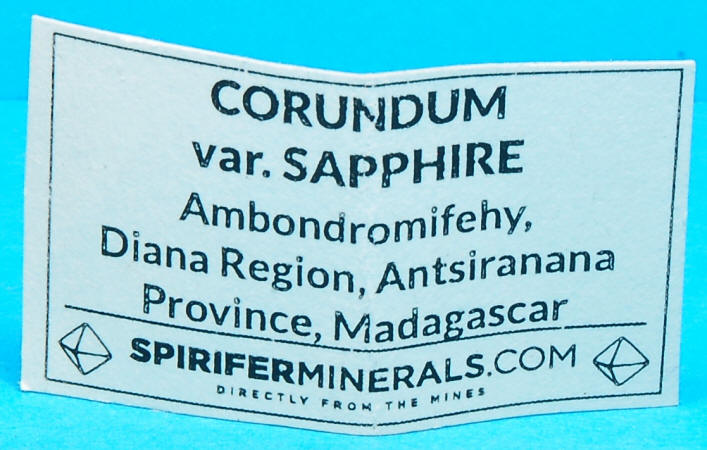 CORUNDUM
var. SAPPHIRE
Ambondromifehy,
Diana Region, Antsiranana
Province, Madagascar
SPIRIFERMINERALS.COM
DIRECTLY FROM THE MINES